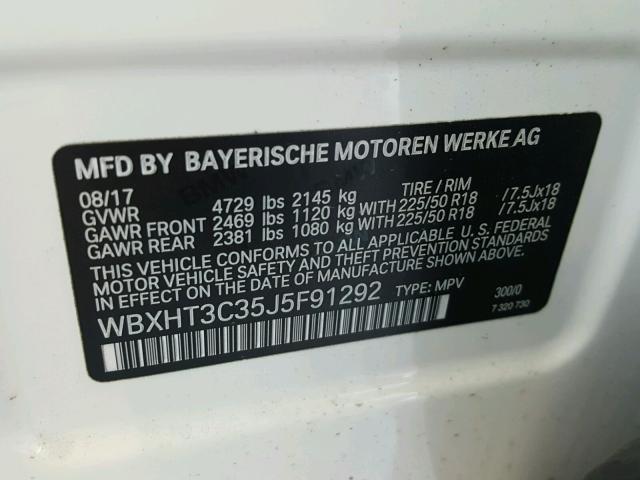 MFD BY BAYERISCHE MOTOREN WERKE AG
08/17 TIRE / RIM
GVWR 4729 lbs 2145 kg
GAWR FRONT 2469 lbs 1120 kg WITH 225/50 R18 /7.5Jx18
GAWR REAR 2381 lbs 1080 kg WITH 225/50 R18 /7.5Jx18
THIS VEHICLE CONFORMS TO ALL APPLICABLE U. S. FEDERAL
MOTOR VEHICLE SAFETY AND THEFT PREVENTION STANDARDS
IN EFFECT ON THE DATE OF MANUFACTURE SHOWN ABOVE.
WBXHT3C35J5F91292 TYPE: MPV 300/0
7 320 730